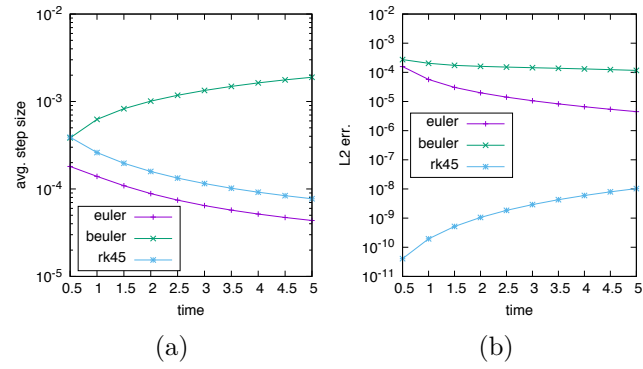 avg. step size
10^-2
10^-3
10^-4
10^-5
euler
beuler
rk45
0.5 1 1.5 2 2.5 3 3.5 4 4.5 5
time
(a)
L2 err.
10^-2
10^-3
10^-4
10^-5
10^-6
10^-7
10^-8
10^-9
10^-10
10^-11
euler
beuler
rk45
0.5 1 1.5 2 2.5 3 3.5 4 4.5 5
time
(b)